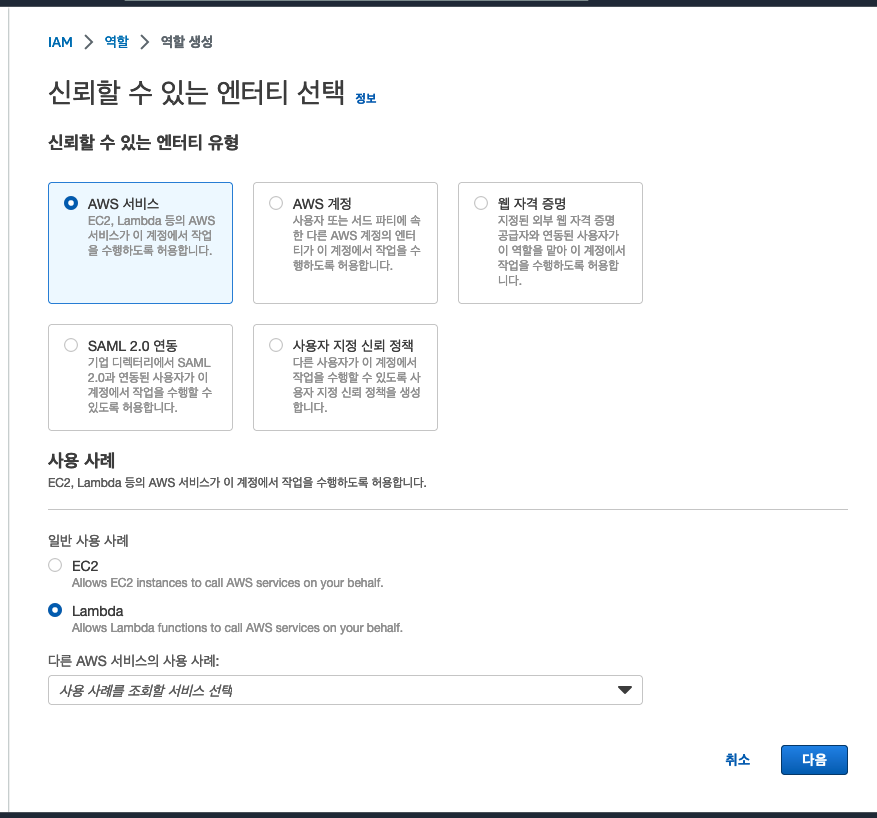 IAM > 역할 > 역할 생성
신뢰할 수 있는 엔터티 선택 정보
신뢰할 수 있는 엔터티 유형
AWS 서비스
EC2, Lambda 등의 AWS
서비스가 이 계정에서 작업
을 수행하도록 허용합니다.
AWS 계정
사용자 또는 서드 파티에 속
한 다른 AWS 계정의 엔터
티가 이 계정에서 작업을 수
행하도록 허용합니다.
웹 자격 증명
지정된 외부 웹 자격 증명
공급자와 연동된 사용자가
이 역할을 맡아 이 계정에서
작업을 수행하도록 허용합
니다.
SAML 2.0 연동
기업 디렉터리에서 SAML
2.0과 연동된 사용자가 이
계정에서 작업을 수행할 수
있도록 허용합니다.
사용자 지정 신뢰 정책
다른 사용자가 이 계정에서
작업을 수행할 수 있도록 사
용자 지정 신뢰 정책을 생성
합니다.
사용 사례
EC2, Lambda 등의 AWS 서비스가 이 계정에서 작업을 수행하도록 허용합니다.
일반 사용 사례
EC2
Allows EC2 instances to call AWS services on your behalf.
Lambda
Allows Lambda functions to call AWS services on your behalf.
다른 AWS 서비스의 사용 사례:
사용 사례를 조회할 서비스 선택
취소 다음